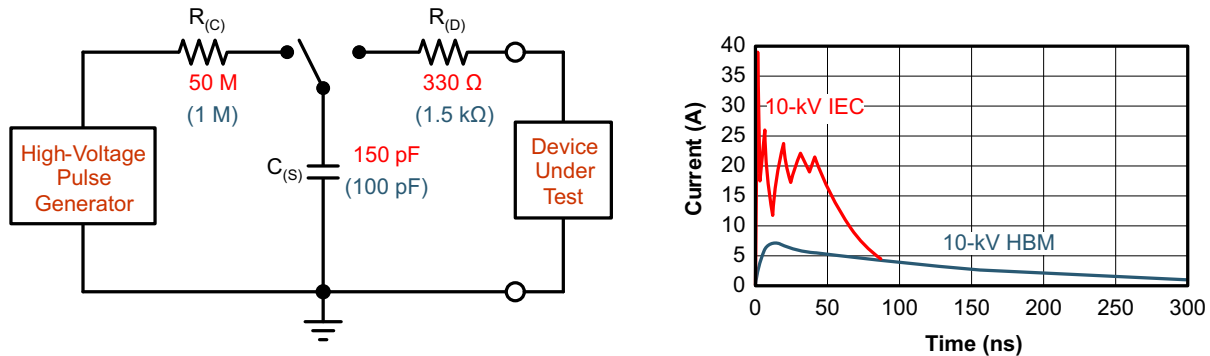 R(C)
50 M
(1 M)
R(D)
330 Ω
(1.5 kΩ)
High-Voltage
Pulse
Generator
C(S)
150 pF
(100 pF)
Device
Under
Test
Current (A)
40
35
30
25
20
15
10
5
0
10-kV IEC
10-kV HBM
0
50
100
150
200
250
300
Time (ns)